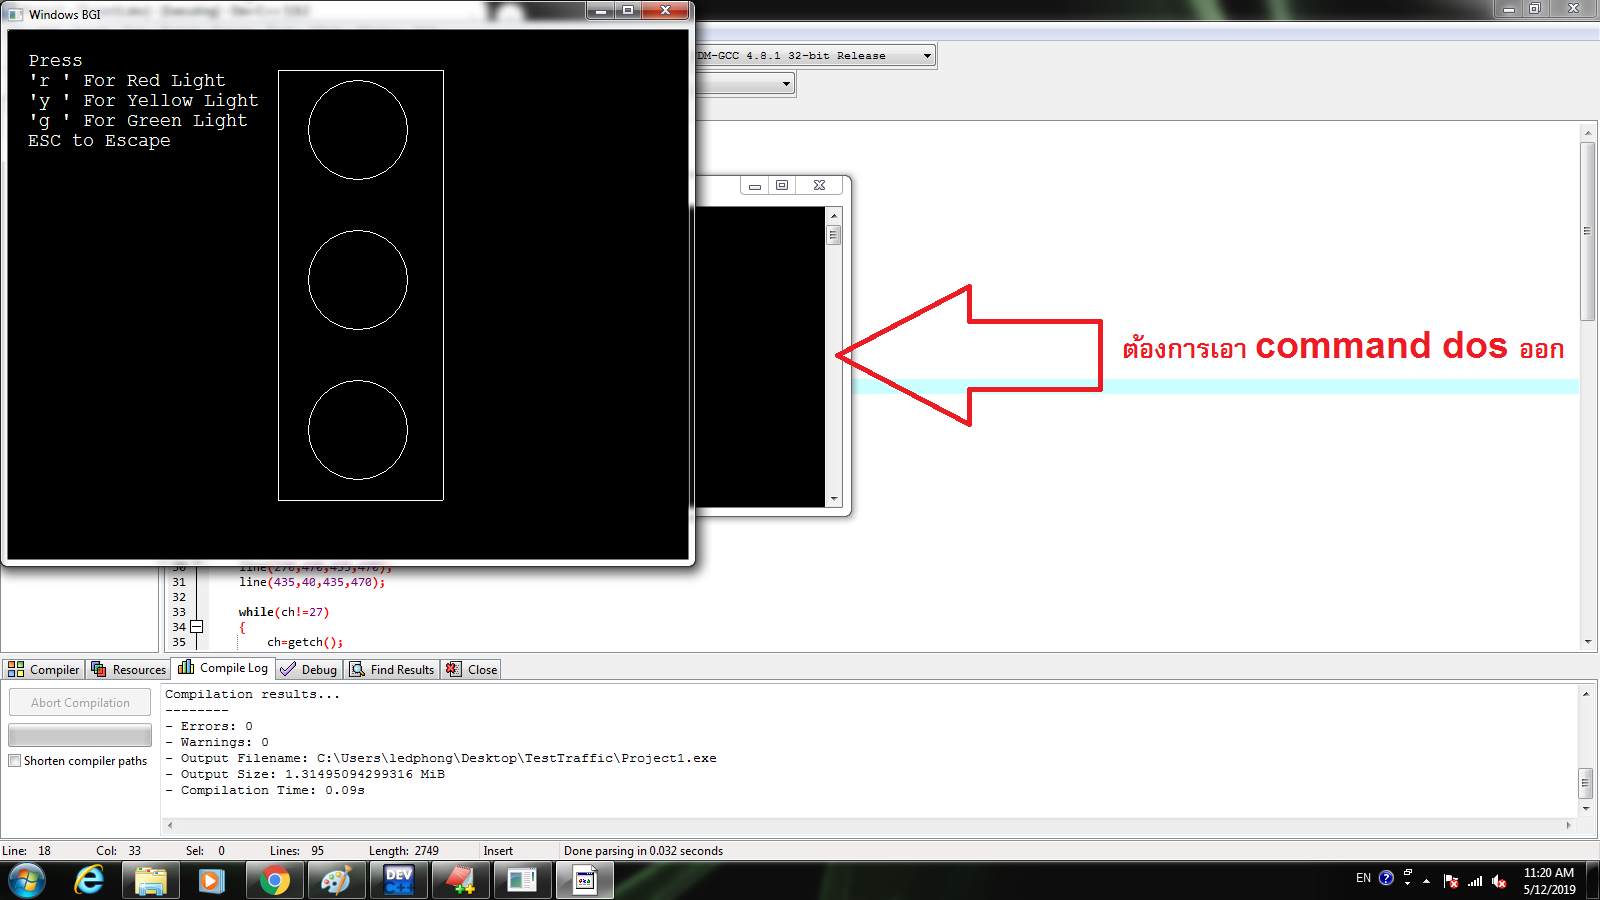 Windows BGI
Press
'r ' For Red Light
'y ' For Yellow Light
'g ' For Green Light
ESC to Escape
DM-GCC 4.8.1 32-bit Release
ต้องการเอา command dos ออก
31 line(435,40,435,470);
32
33 while(ch!=27)
34 {
35 ch=getch();
Compiler Resources Compile Log Debug Find Results Close
Abort Compilation
Shorten compiler paths
Compilation results...
--------
- Errors: 0
- Warnings: 0
- Output Filename: C:\Users\ledphong\Desktop\TestTraffic\Project1.exe
- Output Size: 1.31495094299316 MiB
- Compilation Time: 0.09s
Line: 18 Col: 33 Sel: 0 Lines: 95 Length: 2749 Insert Done parsing in 0.032 seconds
DEV C++
EN
11:20 AM
5/12/2019